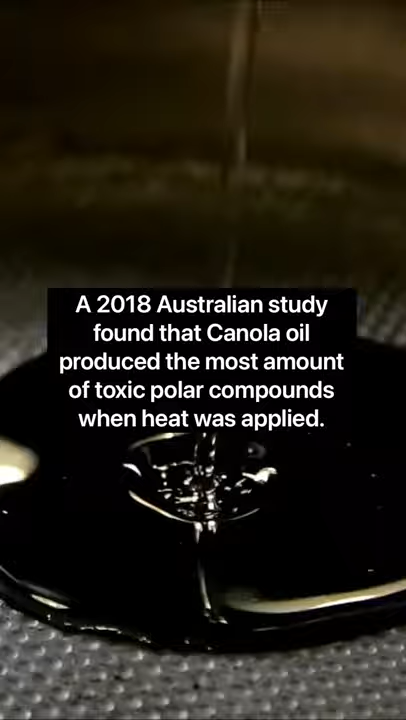 A 2018 Australian study
found that Canola oil
produced the most amount
of toxic polar compounds
when heat was applied.